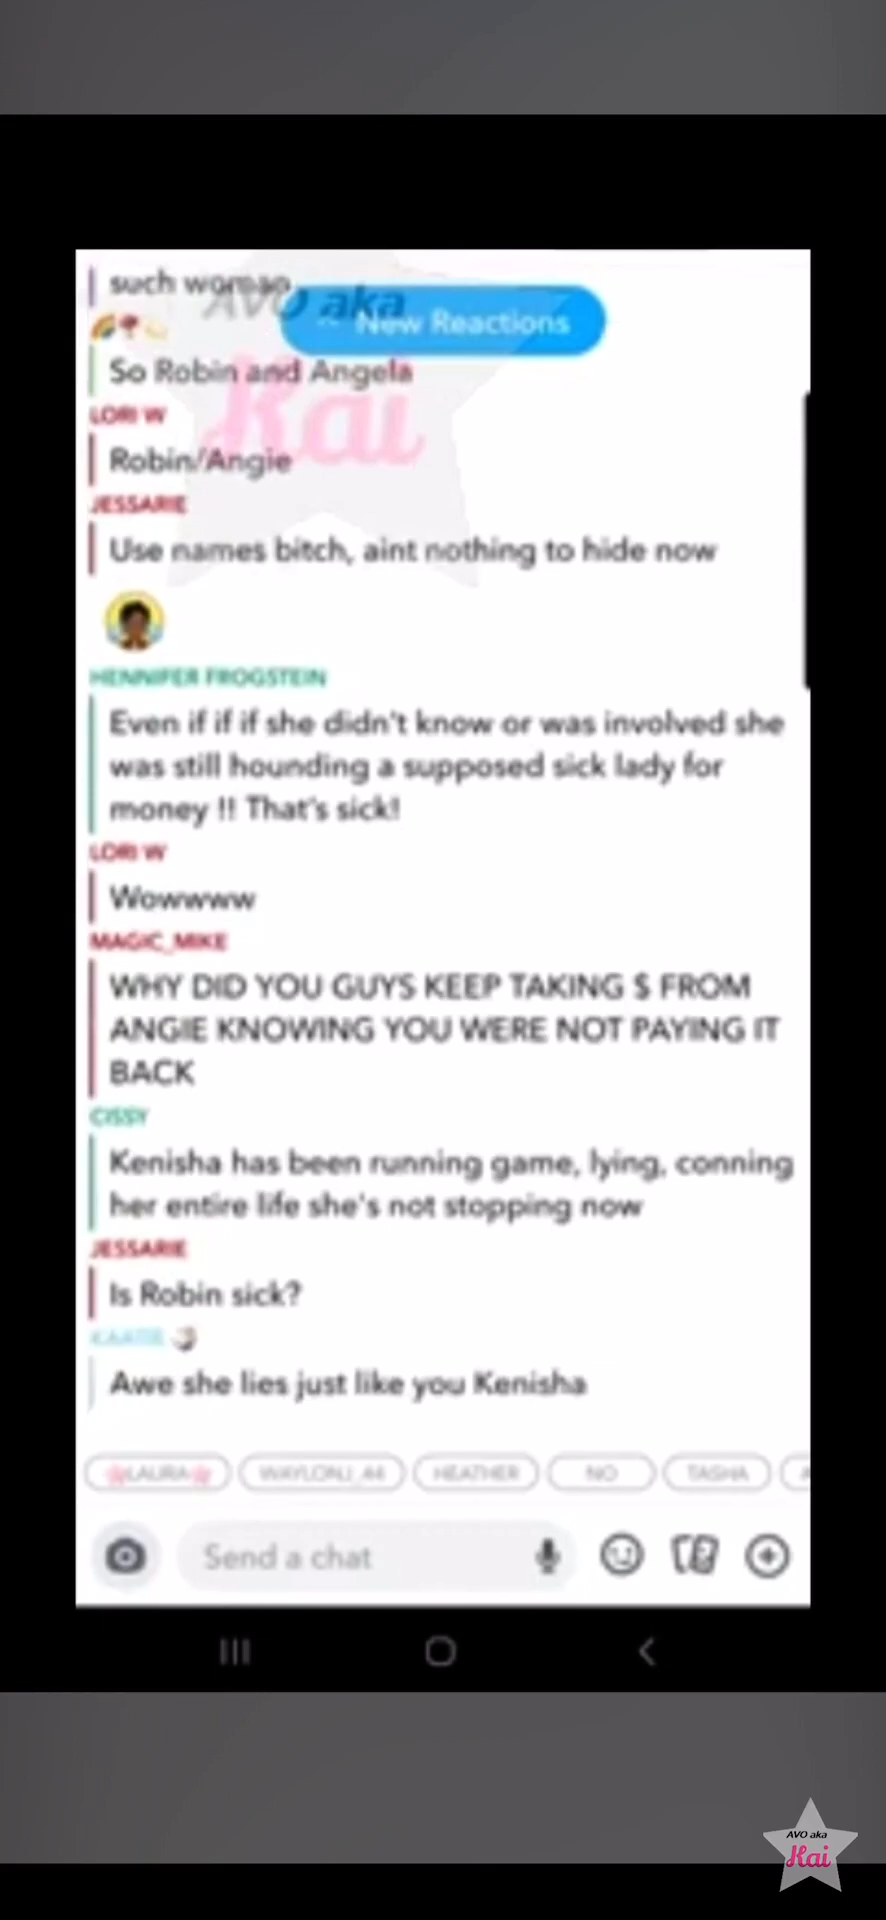 such woman
AVO aka
Kai
New Reactions
So Robin and Angela
LORI W
Robin/Angie
JESSARIE
Use names bitch, aint nothing to hide now
HENNIFER FROGSTEIN
Even if if if she didn't know or was involved she
was still hounding a supposed sick lady for
money !! That's sick!
LORI W
Wowwww
MAGIC_MIKE
WHY DID YOU GUYS KEEP TAKING $ FROM
ANGIE KNOWING YOU WERE NOT PAYING IT
BACK
CISSY
Kenisha has been running game, lying, conning
her entire life she's not stopping now
JESSARIE
Is Robin sick?
Awe she lies just like you Kenisha
LAURA HEATHER NO TASHA
Send a chat
AVO aka
Kai